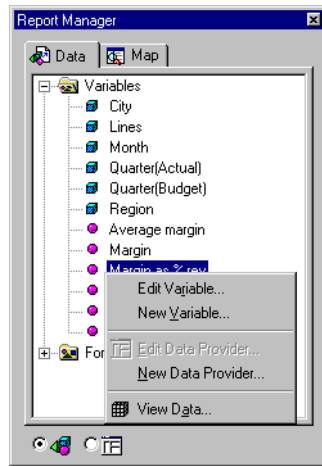 Report Manager
Data Map
Variables
City
Lines
Month
Quarter(Actual)
Quarter(Budget)
Region
Average margin
Margin
Margin as % rev
Edit Variable...
New Variable...
For
Edit Data Provider...
New Data Provider...
View Data...